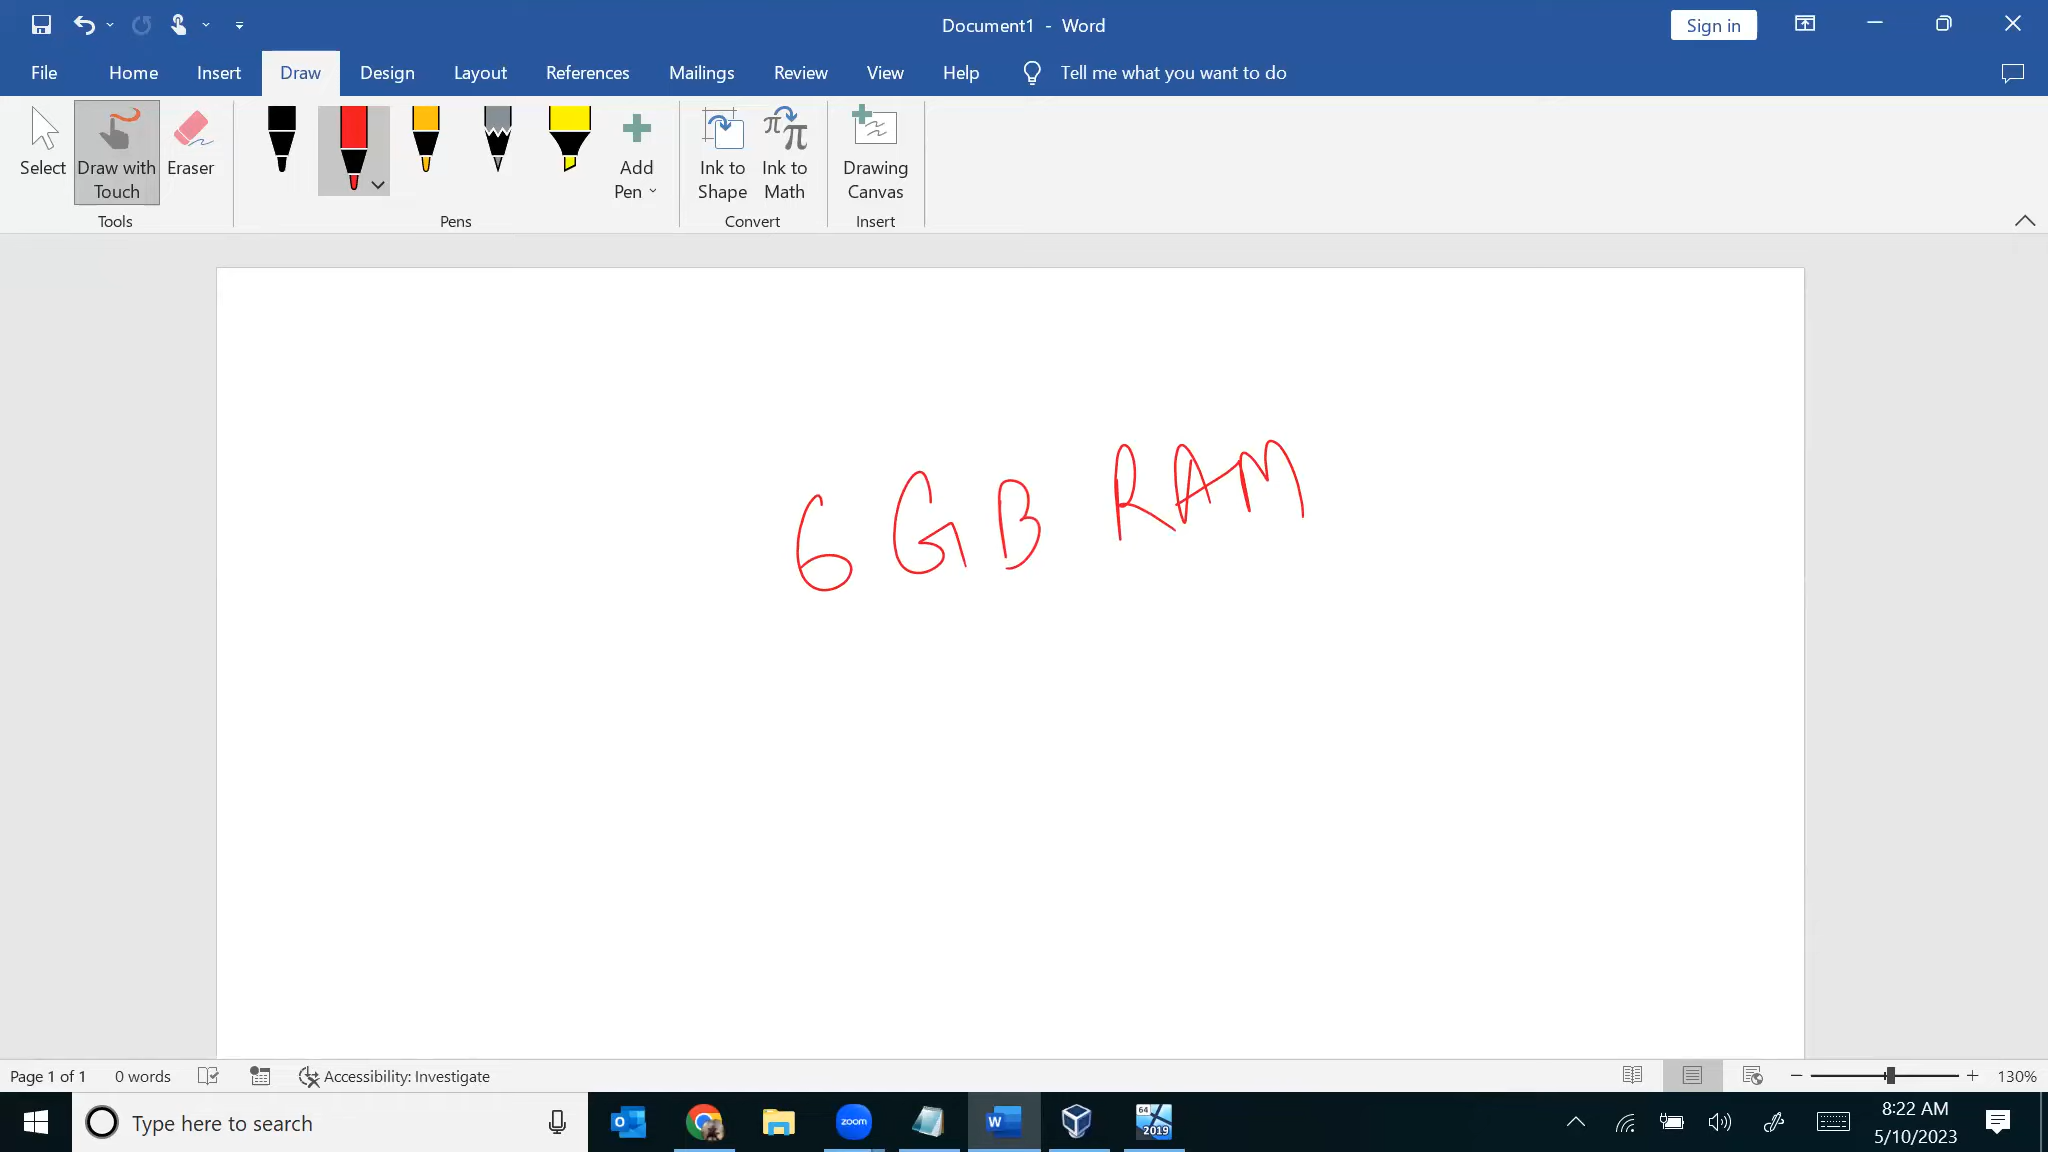 Document1 - Word
Sign in
File Home Insert Draw Design Layout References Mailings Review View Help Tell me what you want to do
Select
Draw with Touch
Eraser
Add Pen
Ink to Shape
Ink to Math
Drawing Canvas
Tools
Pens
Convert
Insert
6 GB RAM
Page 1 of 1 0 words Accessibility: Investigate
130%
Type here to search
O
zoom
W
64
2019
8:22 AM
5/10/2023